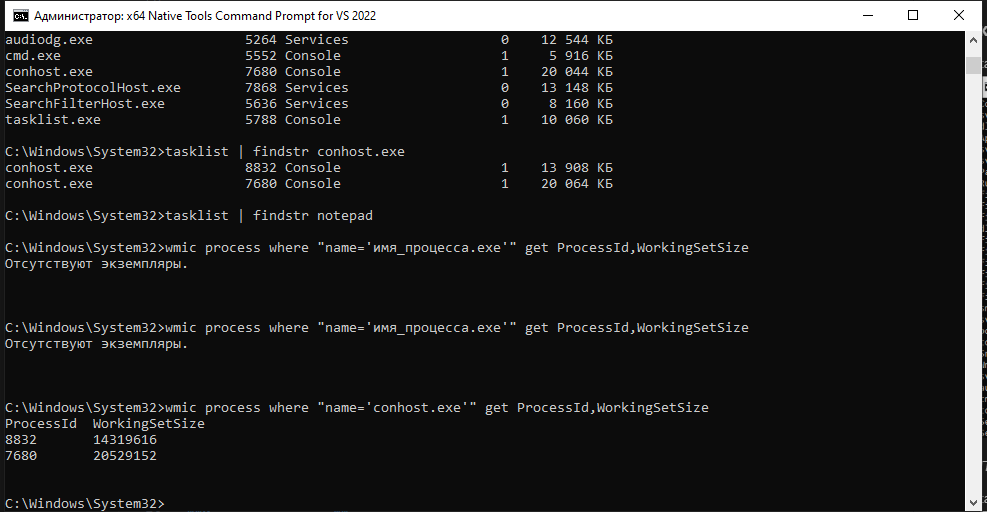 Администратор: x64 Native Tools Command Prompt for VS 2022
audiodg.exe 5264 Services 0 12 544 КБ
cmd.exe 5552 Console 1 5 916 КБ
conhost.exe 7680 Console 1 20 044 КБ
SearchProtocolHost.exe 7868 Services 0 13 148 КБ
SearchFilterHost.exe 5636 Services 0 8 160 КБ
tasklist.exe 5788 Console 1 10 060 КБ
C:\Windows\System32>tasklist | findstr conhost.exe
conhost.exe 8832 Console 1 13 908 КБ
conhost.exe 7680 Console 1 20 064 КБ
C:\Windows\System32>tasklist | findstr notepad
C:\Windows\System32>wmic process where "name='имя_процесса.exe'" get ProcessId,WorkingSetSize
Отсутствуют экземпляры.
C:\Windows\System32>wmic process where "name='имя_процесса.exe'" get ProcessId,WorkingSetSize
Отсутствуют экземпляры.
C:\Windows\System32>wmic process where "name='conhost.exe'" get ProcessId,WorkingSetSize
ProcessId WorkingSetSize
8832 14319616
7680 20529152
C:\Windows\System32>